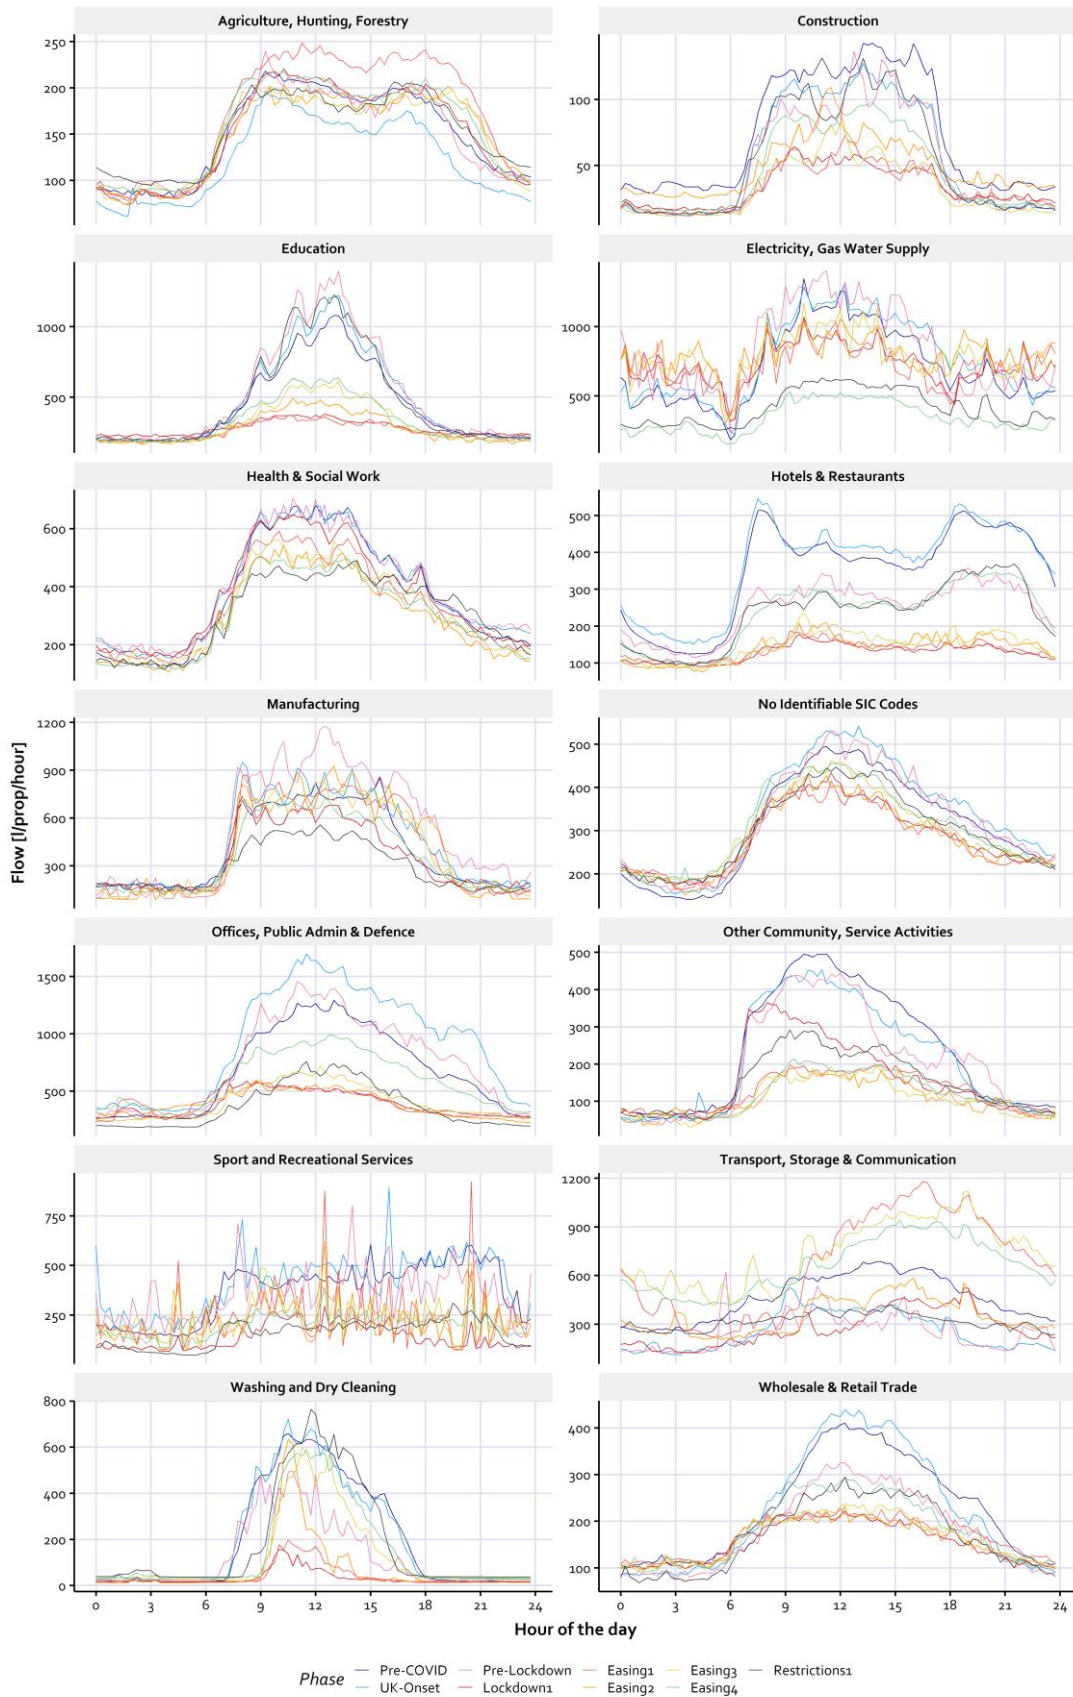 Agriculture, Hunting, Forestry
Construction
250
200
150
100
100
50
Education
Electricity, Gas Water Supply
1000
500
1000
500
Health & Social Work
Hotels & Restaurants
600
400
200
500
400
300
200
100
Manufacturing
No Identifiable SIC Codes
1200
900
600
300
500
400
300
200
Flow [l/prop/hour]
Offices, Public Admin & Defence
Other Community, Service Activities
1500
1000
500
500
400
300
200
100
Sport and Recreational Services
Transport, Storage & Communication
750
500
250
1200
900
600
300
Washing and Dry Cleaning
Wholesale & Retail Trade
800
600
400
200
0
400
300
200
100
0 3 6 9 12 15 18 21 24
0 3 6 9 12 15 18 21 24
Hour of the day
Phase
Pre-COVID Pre-Lockdown Easing1 Easing3 Restrictions1
UK-Onset Lockdown1 Easing2 Easing4